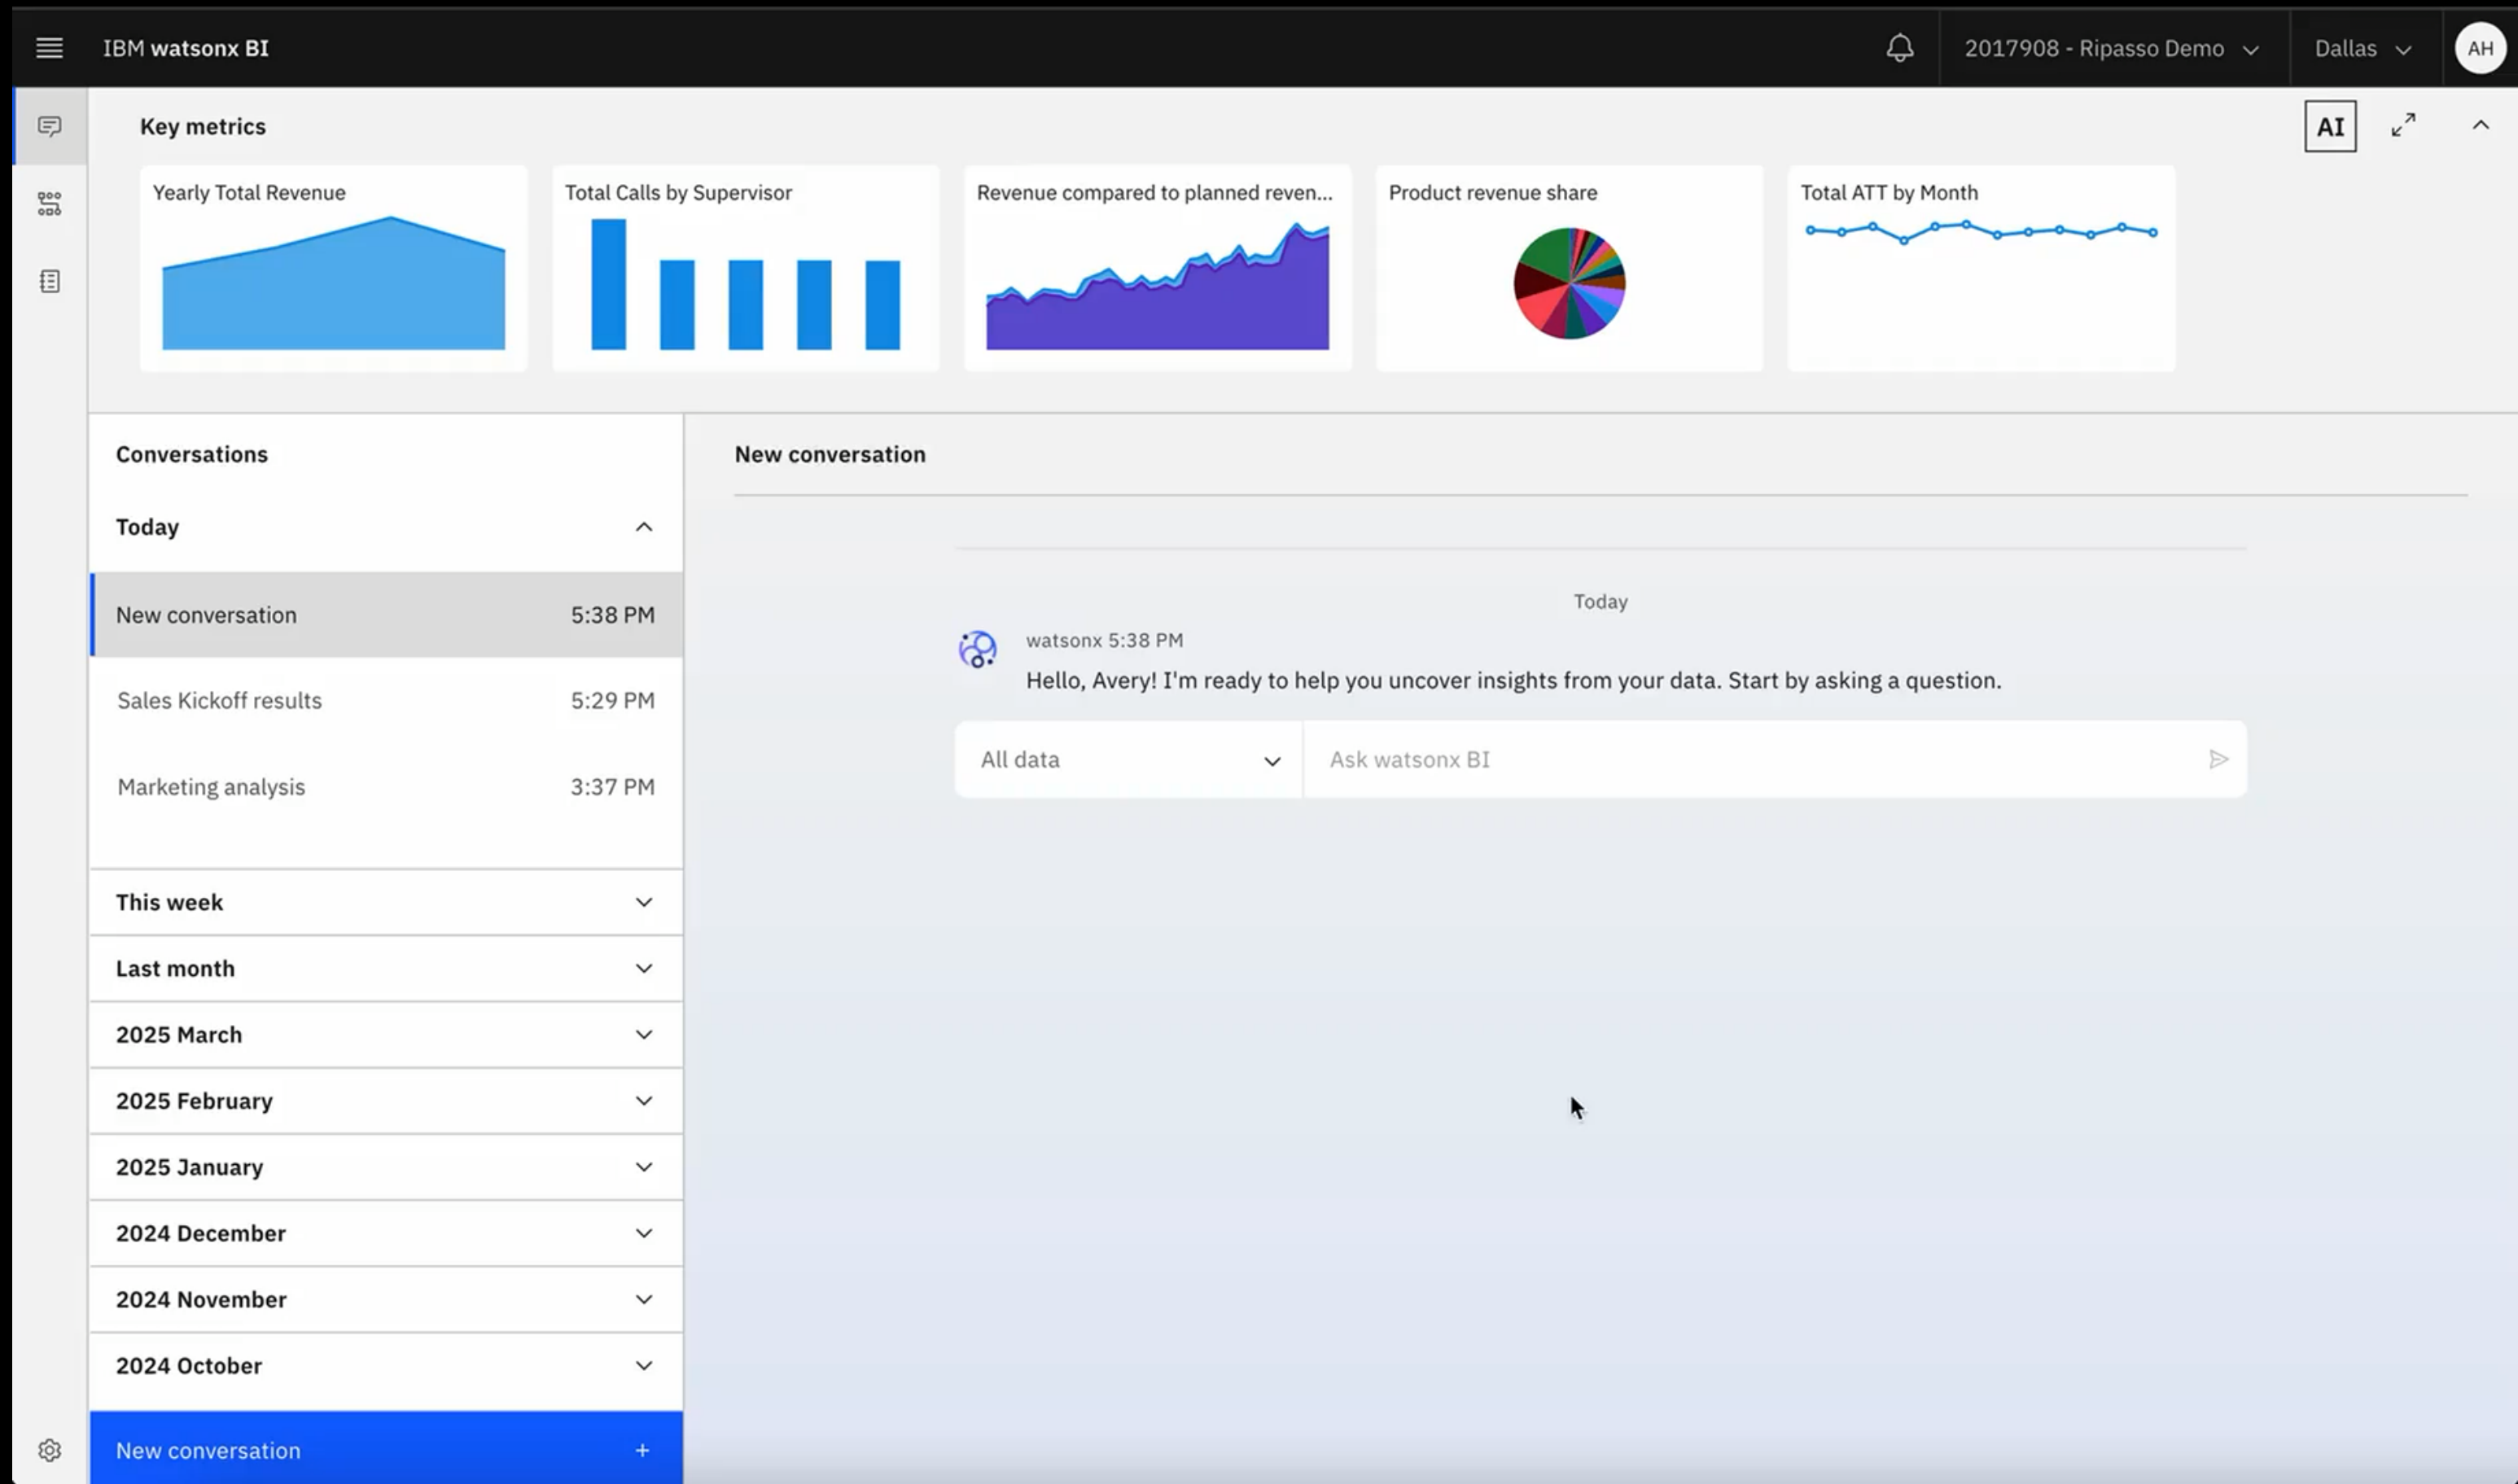 IBM watsonx BI
2017908 - Ripasso Demo
Dallas
AH
Key metrics
AI
Yearly Total Revenue
Total Calls by Supervisor
Revenue compared to planned reven...
Product revenue share
Total ATT by Month
Conversations
Today
New conversation 5:38 PM
Sales Kickoff results 5:29 PM
Marketing analysis 3:37 PM
This week
Last month
2025 March
2025 February
2025 January
2024 December
2024 November
2024 October
New conversation +
New conversation
Today
watsonx 5:38 PM
Hello, Avery! I'm ready to help you uncover insights from your data. Start by asking a question.
All data
Ask watsonx BI